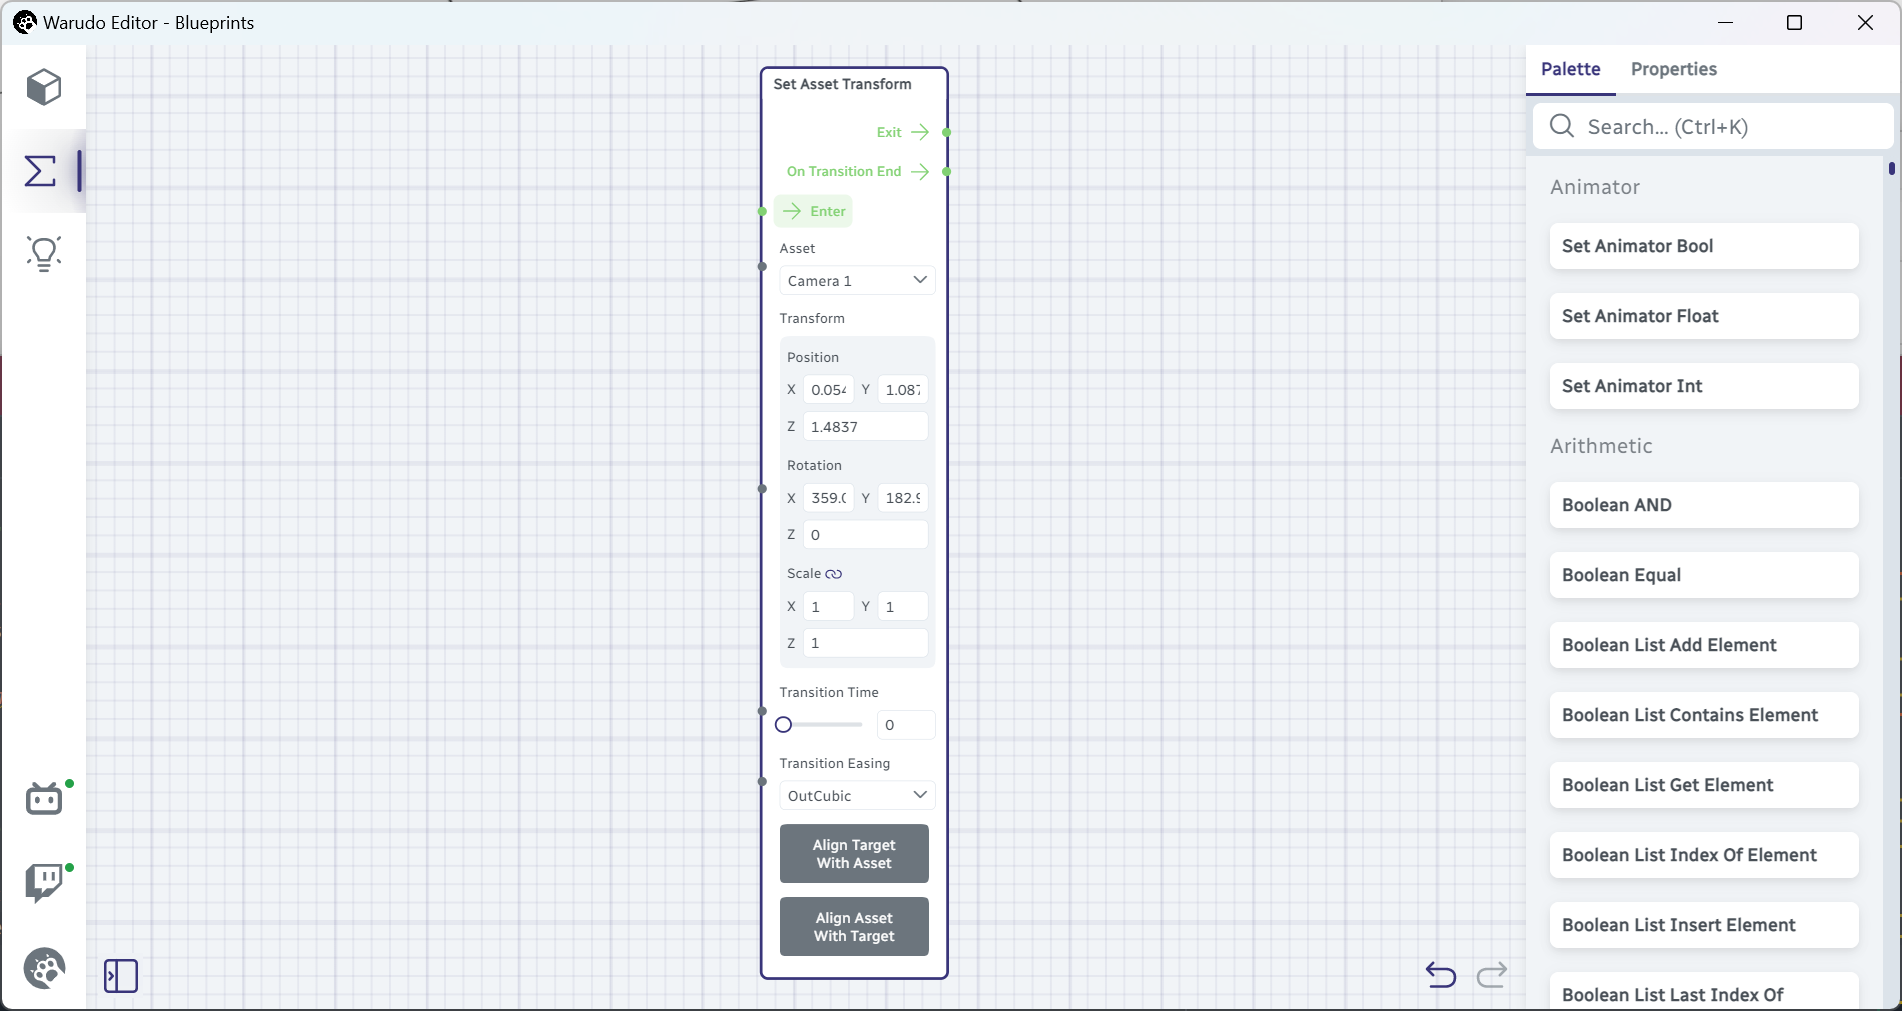 Warudo Editor - Blueprints
Set Asset Transform
Exit
On Transition End
Enter
Asset
Camera 1
Transform
Position
X 0.054 Y 1.087
Z 1.4837
Rotation
X 359.0 Y 182.9
Z 0
Scale
X 1 Y 1
Z 1
Transition Time
0
Transition Easing
OutCubic
Align Target
With Asset
Align Asset
With Target
Palette Properties
Search... (Ctrl+K)
Animator
Set Animator Bool
Set Animator Float
Set Animator Int
Arithmetic
Boolean AND
Boolean Equal
Boolean List Add Element
Boolean List Contains Element
Boolean List Get Element
Boolean List Index Of Element
Boolean List Insert Element
Boolean List Last Index Of